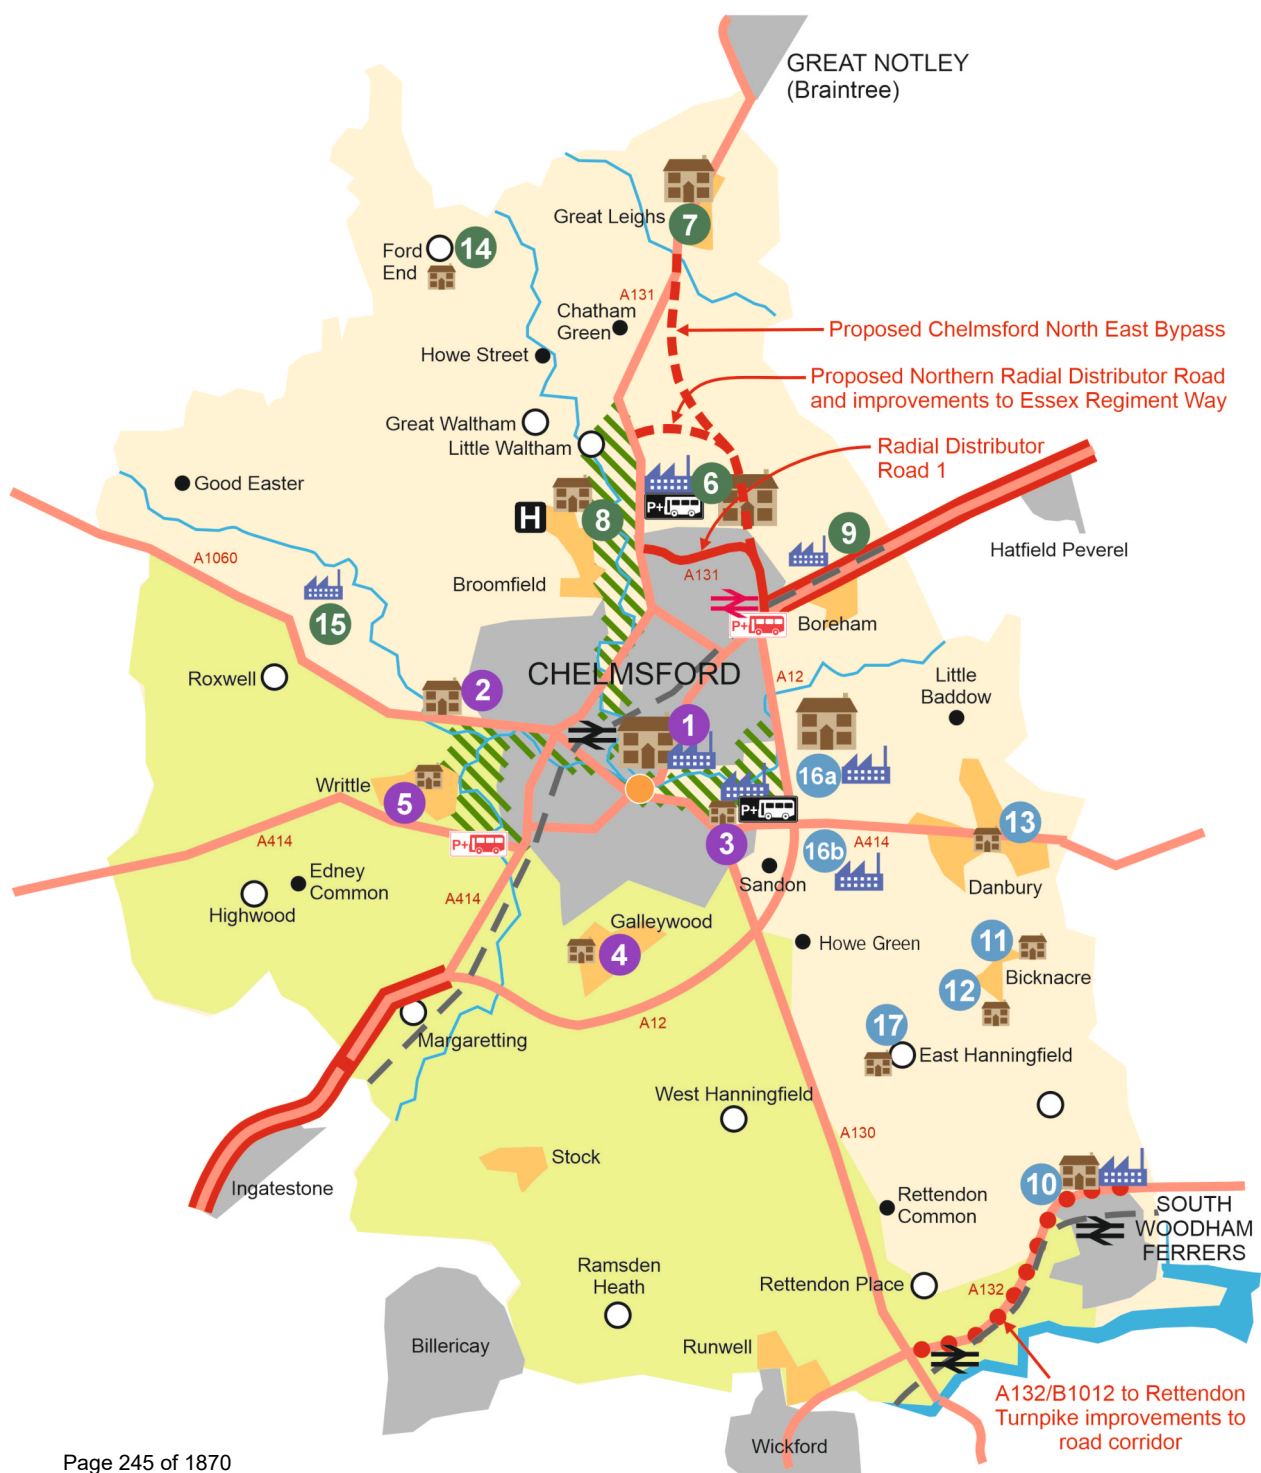 GREAT NOTLEY
(Braintree)
Great Leighs
7
Ford
End
14
A131
Chatham
Green
Proposed Chelmsford North East Bypass
Howe Street
Proposed Northern Radial Distributor Road
and improvements to Essex Regiment Way
Great Waltham
Little Waltham
Radial Distributor
Road 1
Good Easter
6
P+
H
8
9
Hatfield Peverel
A1060
A131
Broomfield
15
P+
Boreham
Roxwell
CHELMSFORD
A12
Little
Baddow
2
1
Writtle
5
16a
P+
3
13
A414
P+
16b
A414
Danbury
Sandon
Edney
Common
Highwood
A414
Galleywood
4
Howe Green
11
Bicknacre
12
A12
17
Margaretting
East Hanningfield
West Hanningfield
A130
Stock
Ingatestone
10
Rettendon
Common
SOUTH
WOODHAM
FERRERS
Ramsden
Heath
Rettendon Place
A132
Billericay
Runwell
A132/B1012 to Rettendon
Turnpike improvements to
road corridor
Wickford
Page 245 of 1870